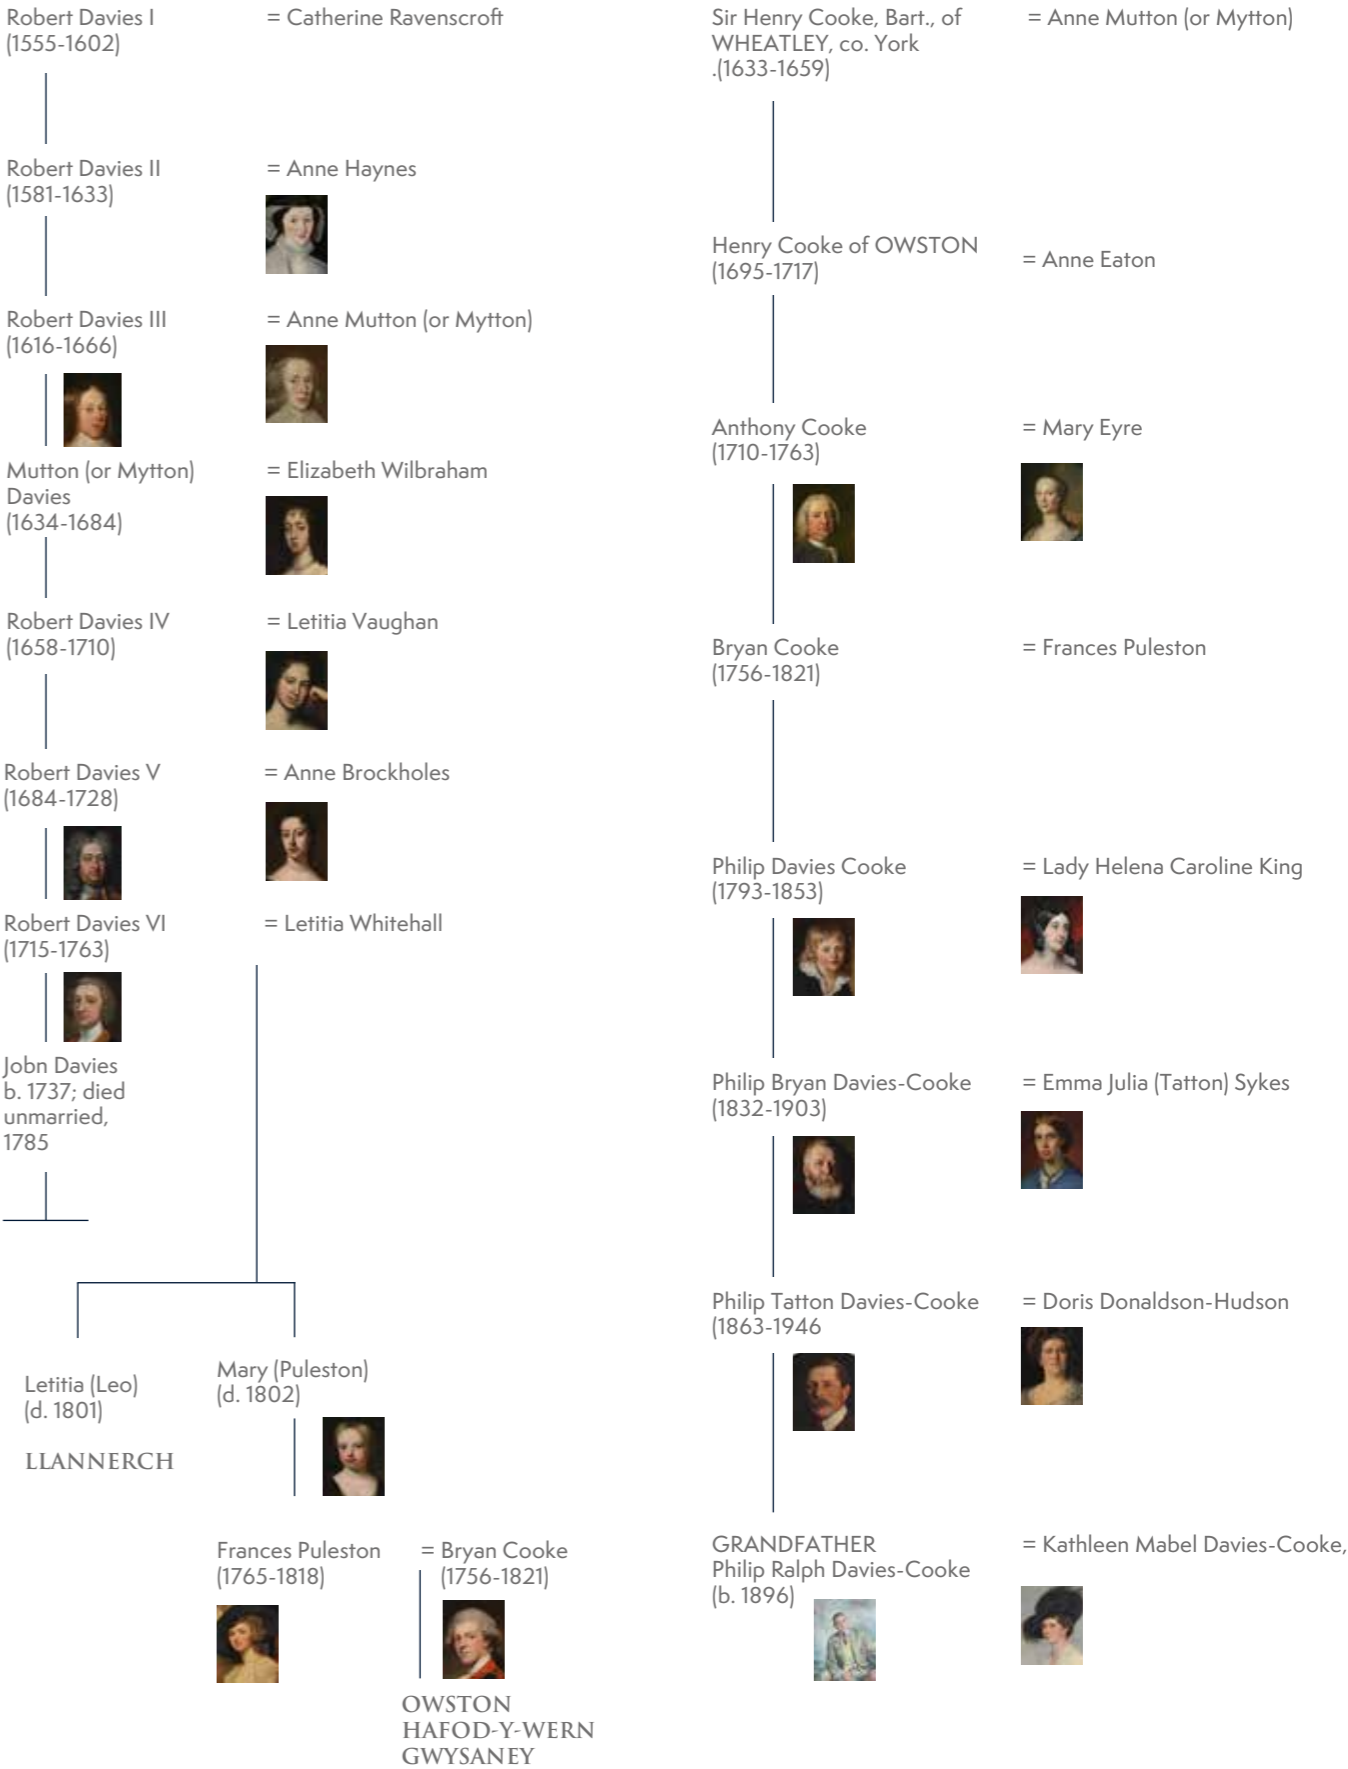 Robert Davies I
(1555-1602)
= Catherine Ravenscroft
Robert Davies II
(1581-1633)
= Anne Haynes
Robert Davies III
(1616-1666)
= Anne Mutton (or Mytton)
Mutton (or Mytton)
Davies
(1634-1684)
= Elizabeth Wilbraham
Robert Davies IV
(1658-1710)
= Letitia Vaughan
Robert Davies V
(1684-1728)
= Anne Brockholes
Robert Davies VI
(1715-1763)
= Letitia Whitehall
Jobn Davies
b. 1737; died
unmarried,
1785
Letitia (Leo)
(d. 1801)
LLANNERCH
Mary (Puleston)
(d. 1802)
Frances Puleston
(1765-1818)
= Bryan Cooke
(1756-1821)
OWSTON
HAFOD-Y-WERN
GWYSANEY
Sir Henry Cooke, Bart., of
WHEATLEY, co. York
.(1633-1659)
= Anne Mutton (or Mytton)
Henry Cooke of OWSTON
(1695-1717)
= Anne Eaton
Anthony Cooke
(1710-1763)
= Mary Eyre
Bryan Cooke
(1756-1821)
= Frances Puleston
Philip Davies Cooke
(1793-1853)
= Lady Helena Caroline King
Philip Bryan Davies-Cooke
(1832-1903)
= Emma Julia (Tatton) Sykes
Philip Tatton Davies-Cooke
(1863-1946
= Doris Donaldson-Hudson
GRANDFATHER
Philip Ralph Davies-Cooke
(b. 1896)
= Kathleen Mabel Davies-Cooke,